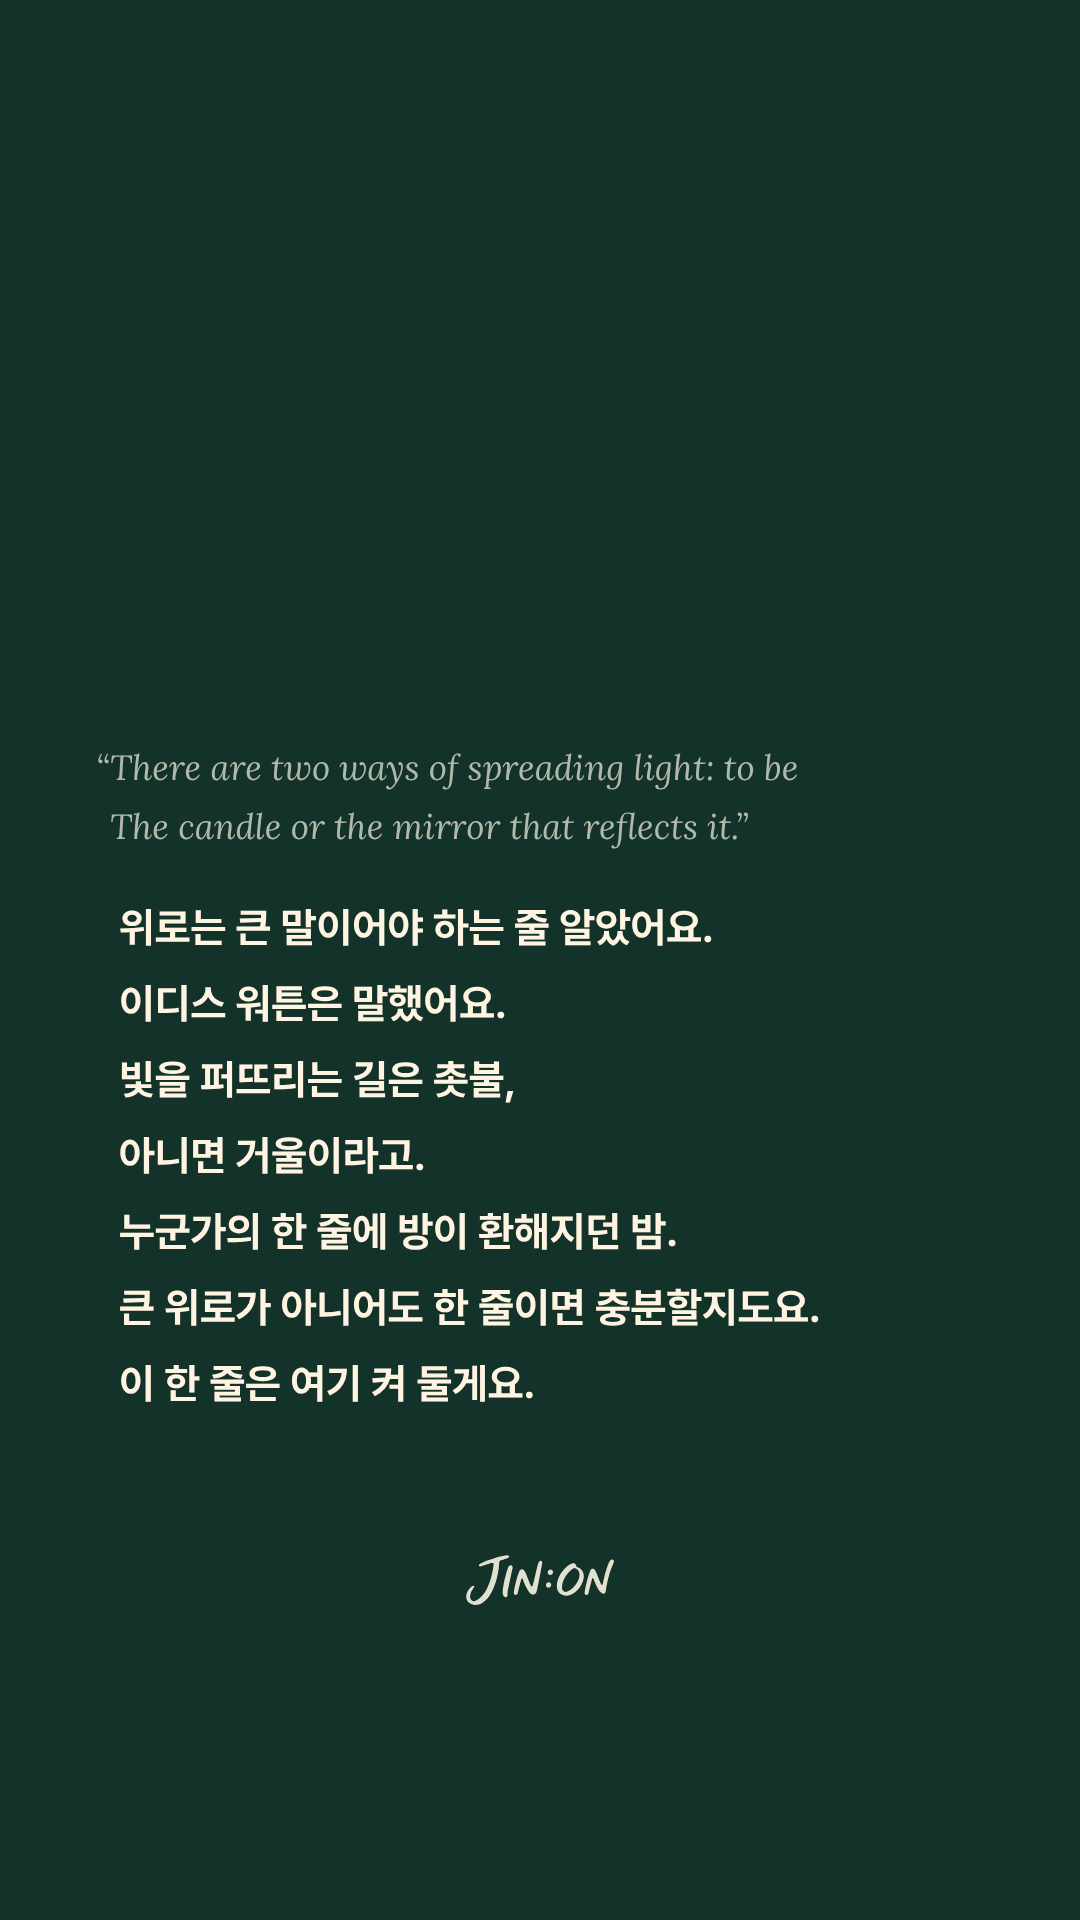 “There are two ways of spreading light: to be
The candle or the mirror that reflects it.”
위로는 큰 말이어야 하는 줄 알았어요.
이디스 워튼은 말했어요.
빛을 퍼뜨리는 길은 촛불,
아니면 거울이라고.
누군가의 한 줄에 방이 환해지던 밤.
큰 위로가 아니어도 한 줄이면 충분할지도요.
이 한 줄은 여기 켜 둘게요.
JIN:ON